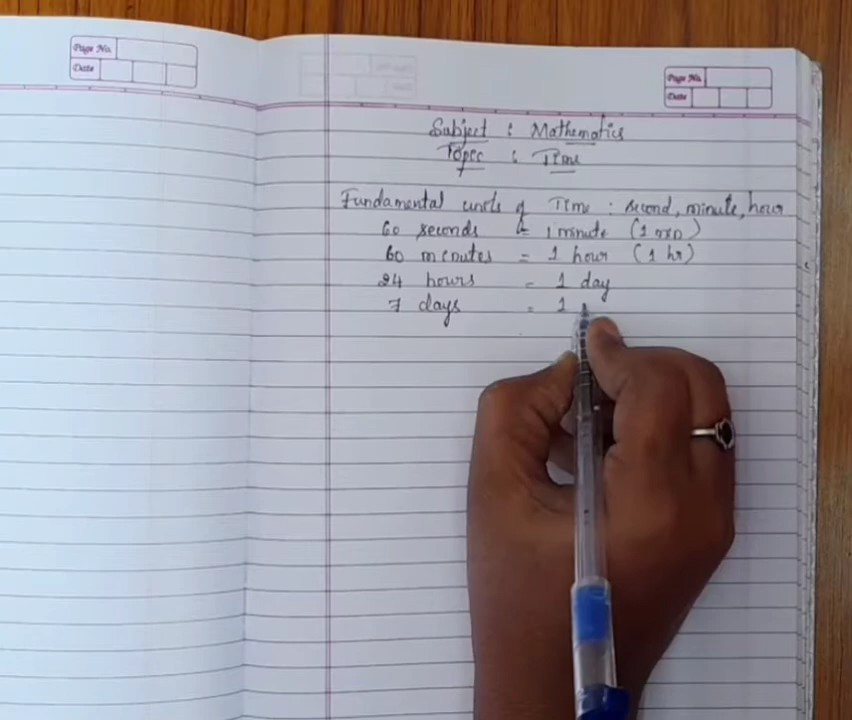 Page No.
Date
Page No.
Date
Subject : Mathematics
Topic : Time
Fundamental units of Time : second, minute, hour
60 seconds = 1 minute (1 min)
60 minutes = 1 hour (1 hr)
24 hours = 1 day
7 days = 1